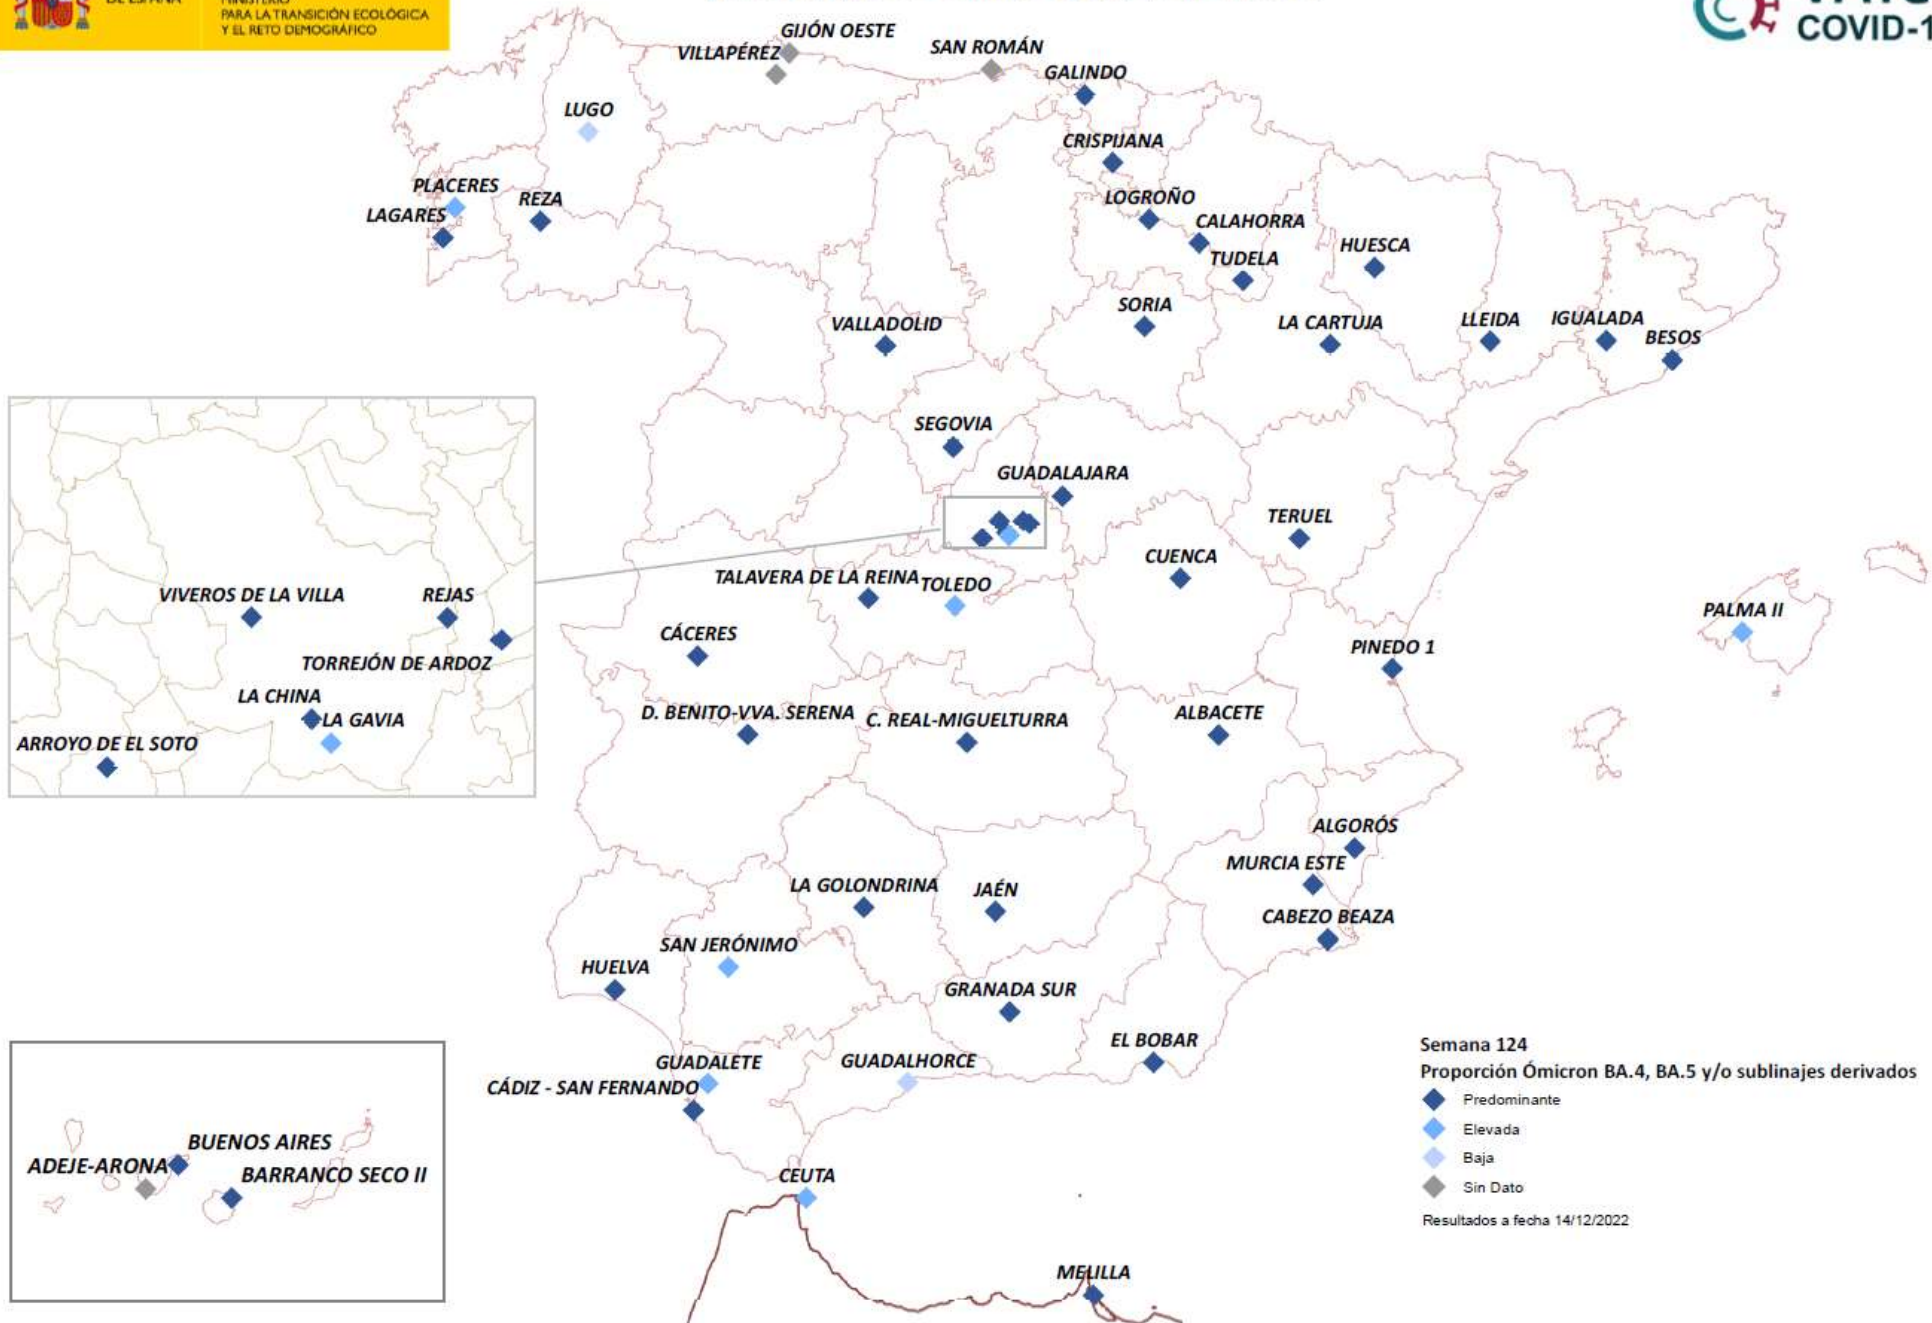 PARA LA TRANSICIÓN ECOLÓGICA
Y EL RETO DEMOGRÁFICO
COVID-1
GIJÓN OESTE
VILLAPÉREZ
SAN ROMÁN
GALINDO
LUGO
CRISPIJANA
PLACERES
REZA
LOGROÑO
LAGARES
CALAHORRA
HUESCA
TUDELA
SORIA
VALLADOLID
LA CARTUJA
LLEIDA
IGUALADA
BESOS
SEGOVIA
GUADALAJARA
TERUEL
CUENCA
TALAVERA DE LA REINA
TOLEDO
VIVEROS DE LA VILLA
REJAS
PALMA II
CÁCERES
PINEDO 1
TORREJÓN DE ARDOZ
LA CHINA
LA GAVIA
D. BENITO-VVA. SERENA
C. REAL-MIGUELTURRA
ALBACETE
ARROYO DE EL SOTO
ALGORÓS
MURCIA ESTE
LA GOLONDRINA
JAÉN
CABEZO BEAZA
SAN JERÓNIMO
HUELVA
GRANADA SUR
EL BOBAR
GUADALETE
GUADALHORCE
CÁDIZ - SAN FERNANDO
BUENOS AIRES
ADEJE-ARONA
BARRANCO SECO II
CEUTA
MELILLA
Semana 124
Proporción Ómicron BA.4, BA.5 y/o sublinajes derivados
Predominante
Elevada
Baja
Sin Dato
Resultados a fecha 14/12/2022